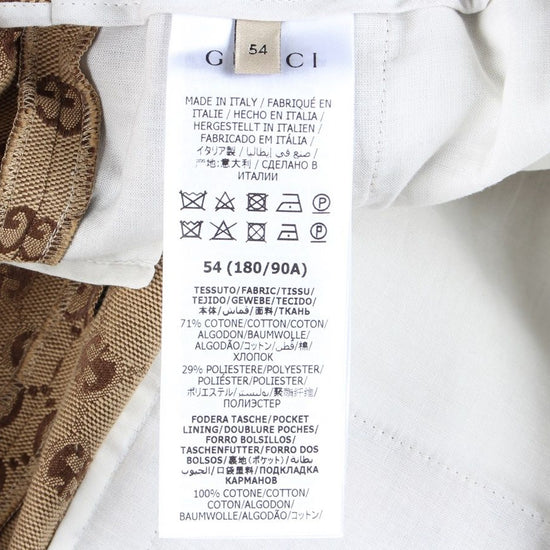 54
GUCCI
MADE IN ITALY / FABRIQUÉ EN
ITALIE / HECHO EN ITALIA /
HERGESTELLT IN ITALIEN /
FABRICADO EM ITÁLIA /
イタリア製 / صنع في إيطاليا /
产地:意大利 / СДЕЛАНО В
ИТАЛИИ
P
P
54 (180/90A)
TESSUTO/FABRIC/TISSU/
TEJIDO/GEWEBE/TECIDO/
本体/قماش/面料/ТКАНЬ
71% COTONE/COTTON/COTON/
ALGODON/BAUMWOLLE/
ALGODÃO/コットン/قطن/棉/
ХЛОПОК
29% POLIESTERE/POLYESTER/
POLIÉSTER/POLYESTER/
POLIÉSTER/
ポリエステル/بوليستر/聚酯纤维/
ПОЛИЭСТЕР
FODERA TASCHE/POCKET
LINING/DOUBLURE POCHES/
FORRO BOLSILLOS/
TASCHENFUTTER/FORRO DOS
BOLSOS/裏地(ポケット)/بطانة
الجيوب/口袋里料/ПОДКЛАДКА
КАРМАНОВ
100% COTONE/COTTON/
COTON/ALGODON/
BAUMWOLLE/ALGODÃO/コットン/